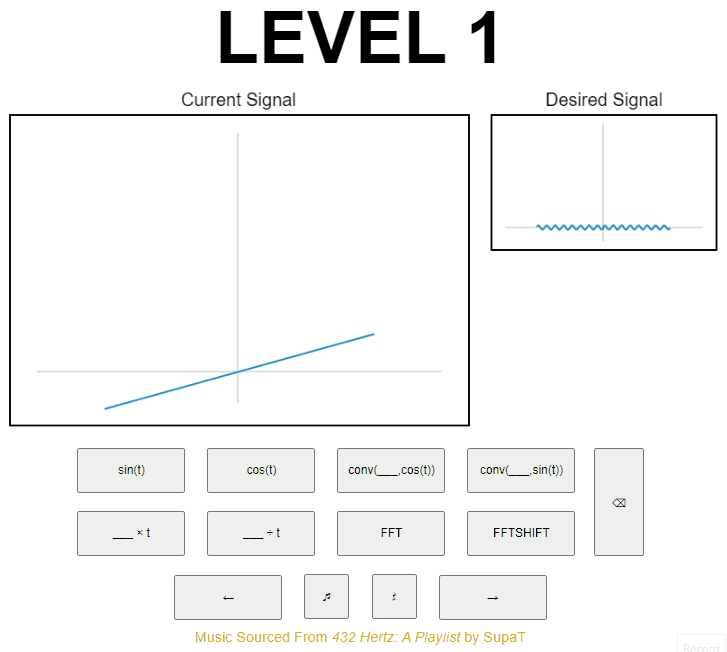 LEVEL 1
Current Signal
Desired Signal
sin(t)
cos(t)
conv(___,cos(t))
conv(___,sin(t))
⌫
___ × t
___ ÷ t
FFT
FFTSHIFT
←
♬
𝄽
→
Music Sourced From 432 Hertz: A Playlist by SupaT
Record